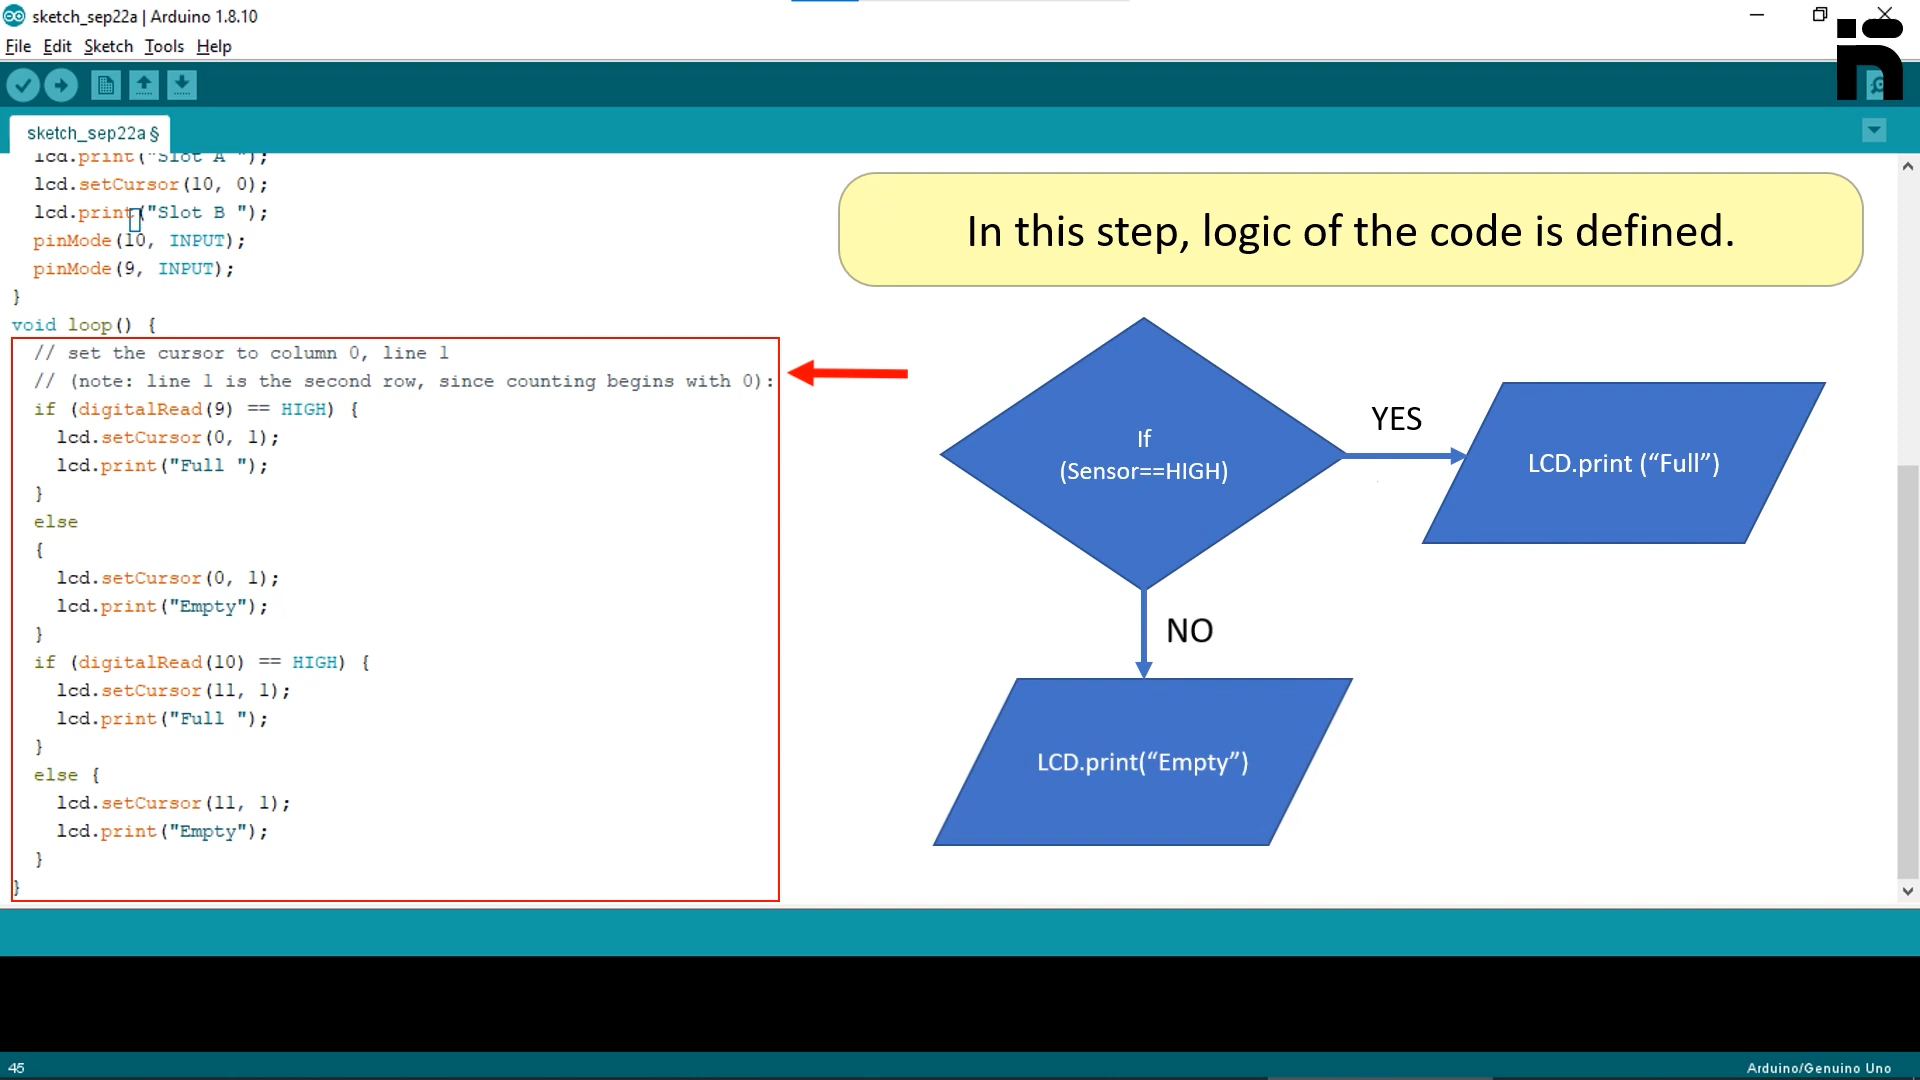 sketch_sep22a | Arduino 1.8.10
File Edit Sketch Tools Help
sketch_sep22a §
lcd.print("Slot A ");
lcd.setCursor(10, 0);
lcd.print("Slot B ");
pinMode(10, INPUT);
pinMode(9, INPUT);
}
void loop() {
// set the cursor to column 0, line 1
// (note: line 1 is the second row, since counting begins with 0):
if (digitalRead(9) == HIGH) {
lcd.setCursor(0, 1);
lcd.print("Full ");
}
else
{
lcd.setCursor(0, 1);
lcd.print("Empty");
}
if (digitalRead(10) == HIGH) {
lcd.setCursor(11, 1);
lcd.print("Full ");
}
else {
lcd.setCursor(11, 1);
lcd.print("Empty");
}
}
In this step, logic of the code is defined.
If
(Sensor==HIGH)
YES
LCD.print (“Full”)
NO
LCD.print(“Empty”)
45
Arduino/Genuino Uno